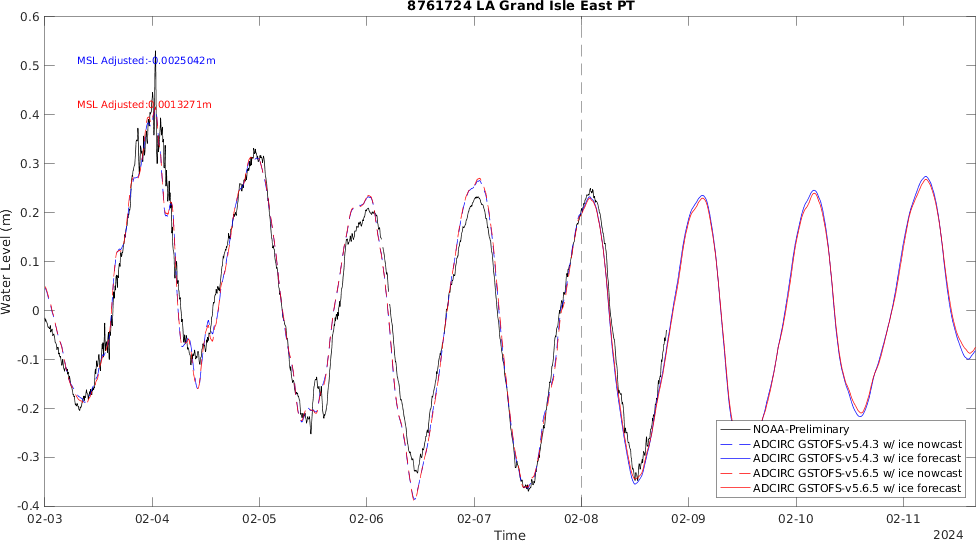 8761724 LA Grand Isle East PT
0.6
0.5
0.4
0.3
0.2
0.1
0
-0.1
-0.2
-0.3
-0.4
Water Level (m)
MSL Adjusted:-0.0025042m
MSL Adjusted:0.0013271m
NOAA-Preliminary
ADCIRC GSTOFS-v5.4.3 w/ ice nowcast
ADCIRC GSTOFS-v5.4.3 w/ ice forecast
ADCIRC GSTOFS-v5.6.5 w/ ice nowcast
ADCIRC GSTOFS-v5.6.5 w/ ice forecast
02-03 02-04 02-05 02-06 02-07 02-08 02-09 02-10 02-11
Time
2024